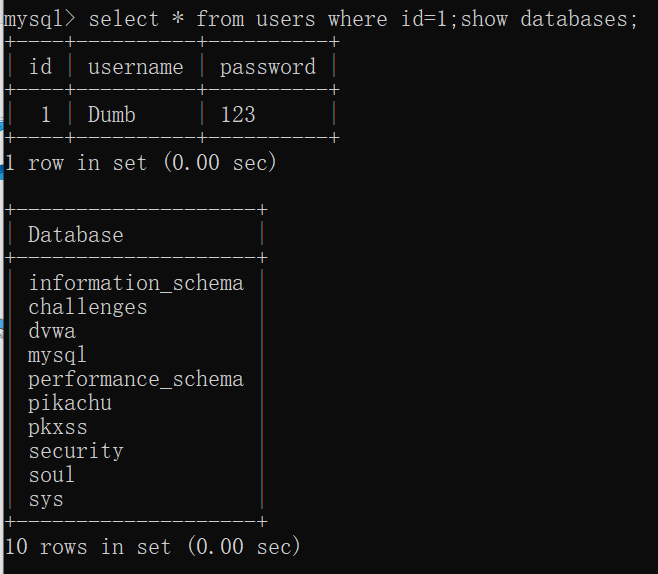 mysql> select * from users where id=1;show databases;
+----+----------+----------+
| id | username | password |
+----+----------+----------+
| 1 | Dumb | 123 |
+----+----------+----------+
1 row in set (0.00 sec)
+--------------------+
| Database |
+--------------------+
| information_schema |
| challenges |
| dvwa |
| mysql |
| performance_schema |
| pikachu |
| pkxss |
| security |
| soul |
| sys |
+--------------------+
10 rows in set (0.00 sec)